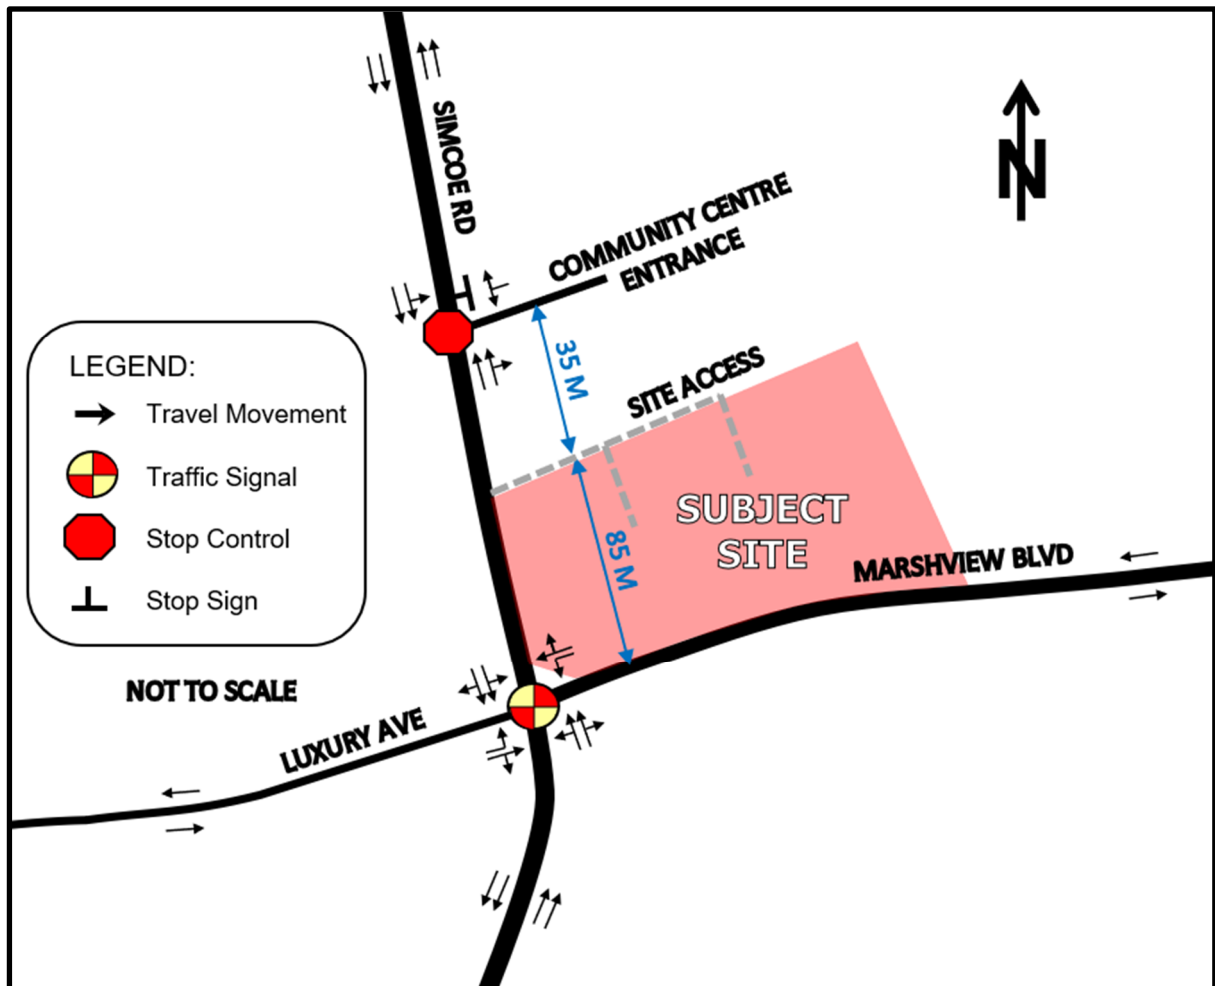 SIMCOE RD
N
COMMUNITY CENTRE
ENTRANCE
35 M
SITE ACCESS
LEGEND:
Travel Movement
Traffic Signal
Stop Control
Stop Sign
SUBJECT
SITE
85 M
MARSHVIEW BLVD
NOT TO SCALE
LUXURY AVE